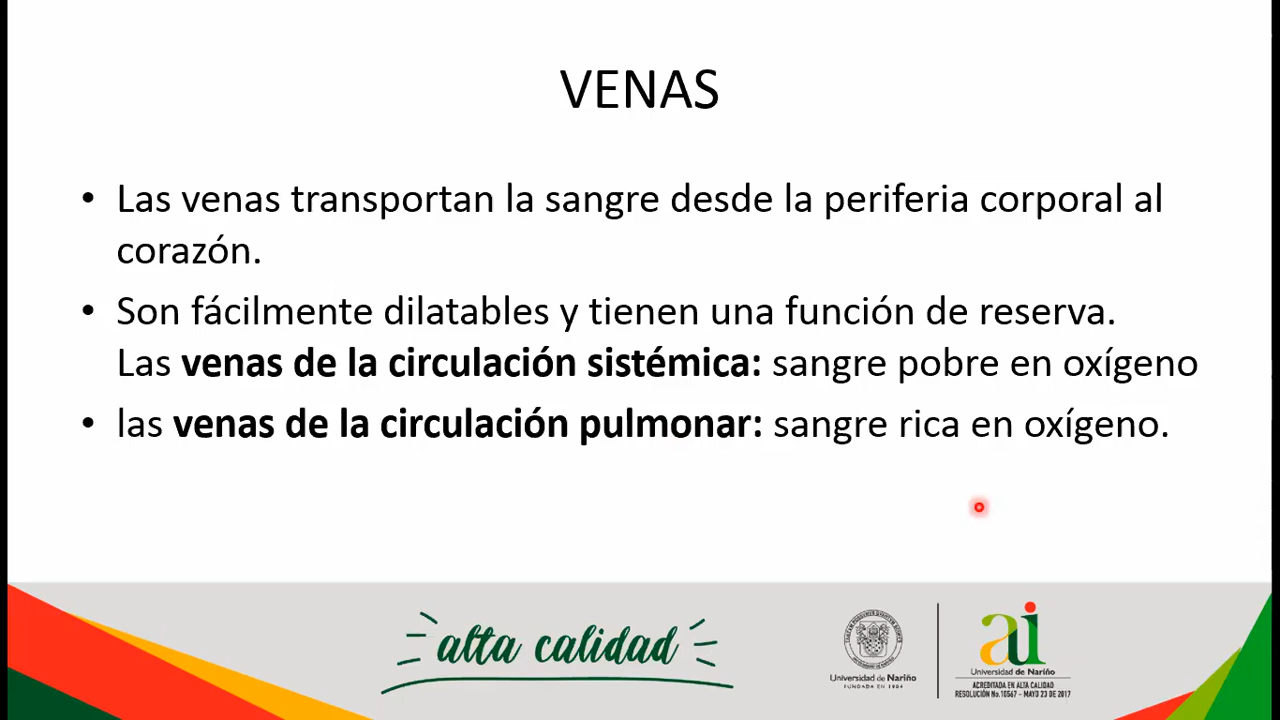 VENAS
• Las venas transportan la sangre desde la periferia corporal al
corazón.
• Son fácilmente dilatables y tienen una función de reserva.
Las venas de la circulación sistémica: sangre pobre en oxígeno
• las venas de la circulación pulmonar: sangre rica en oxígeno.
alta calidad
Universidad de Nariño
FUNDADA EN 1904
ai
Universidad de Nariño
ACREDITADA EN ALTA CALIDAD
RESOLUCIÓN No.10567 - MAYO 23 DE 2017